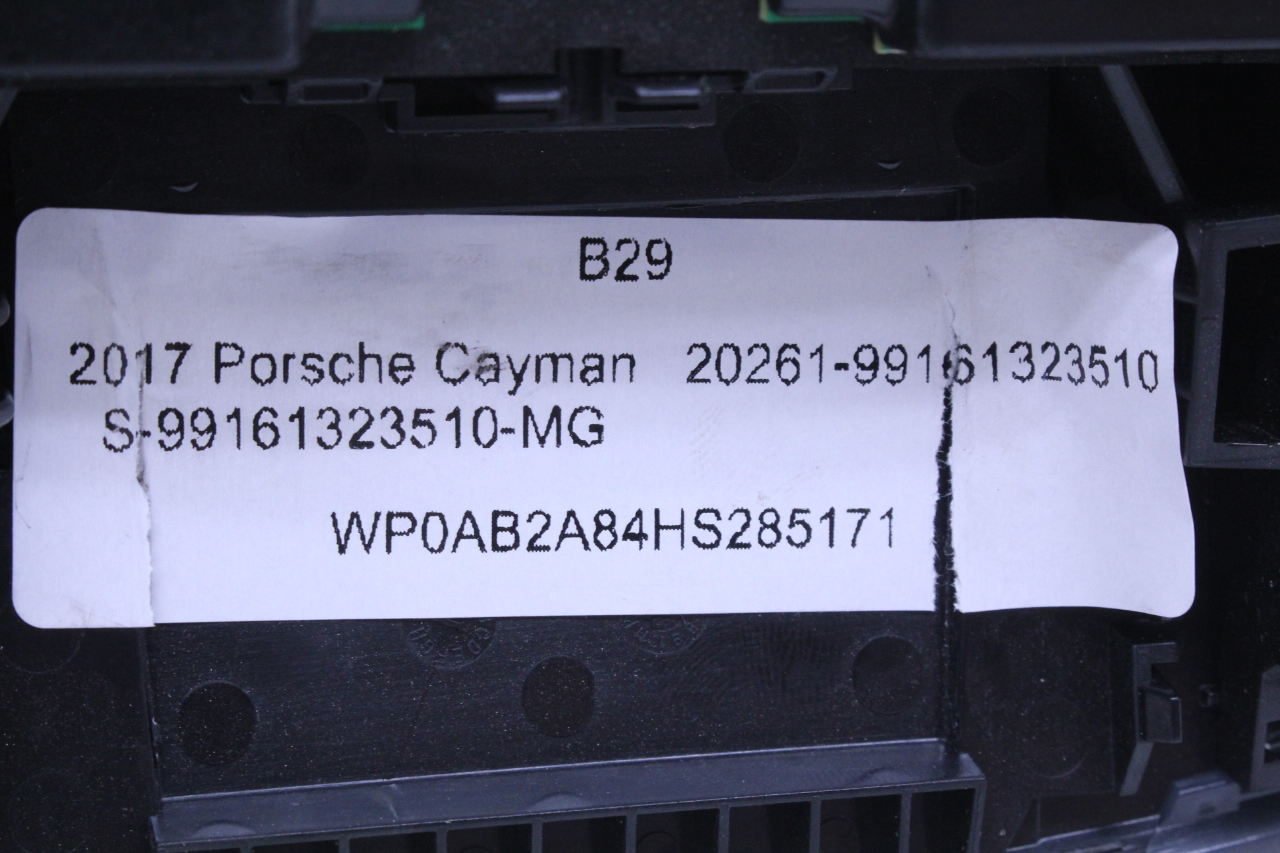 B29
2017 Porsche Cayman 20261-99161323510
S-99161323510-MG
WP0AB2A84HS285171